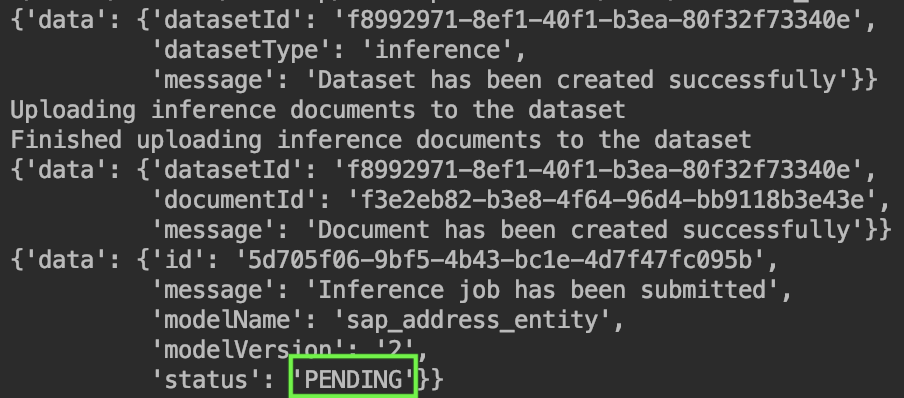 {'data': {'datasetId': 'f8992971-8ef1-40f1-b3ea-80f32f73340e',
'datasetType': 'inference',
'message': 'Dataset has been created successfully'}}
Uploading inference documents to the dataset
Finished uploading inference documents to the dataset
{'data': {'datasetId': 'f8992971-8ef1-40f1-b3ea-80f32f73340e',
'documentId': 'f3e2eb82-b3e8-4f64-96d4-bb9118b3e43e',
'message': 'Document has been created successfully'}}
{'data': {'id': '5d705f06-9bf5-4b43-bc1e-4d7f47fc095b',
'message': 'Inference job has been submitted',
'modelName': 'sap_address_entity',
'modelVersion': '2',
'status': 'PENDING'}}